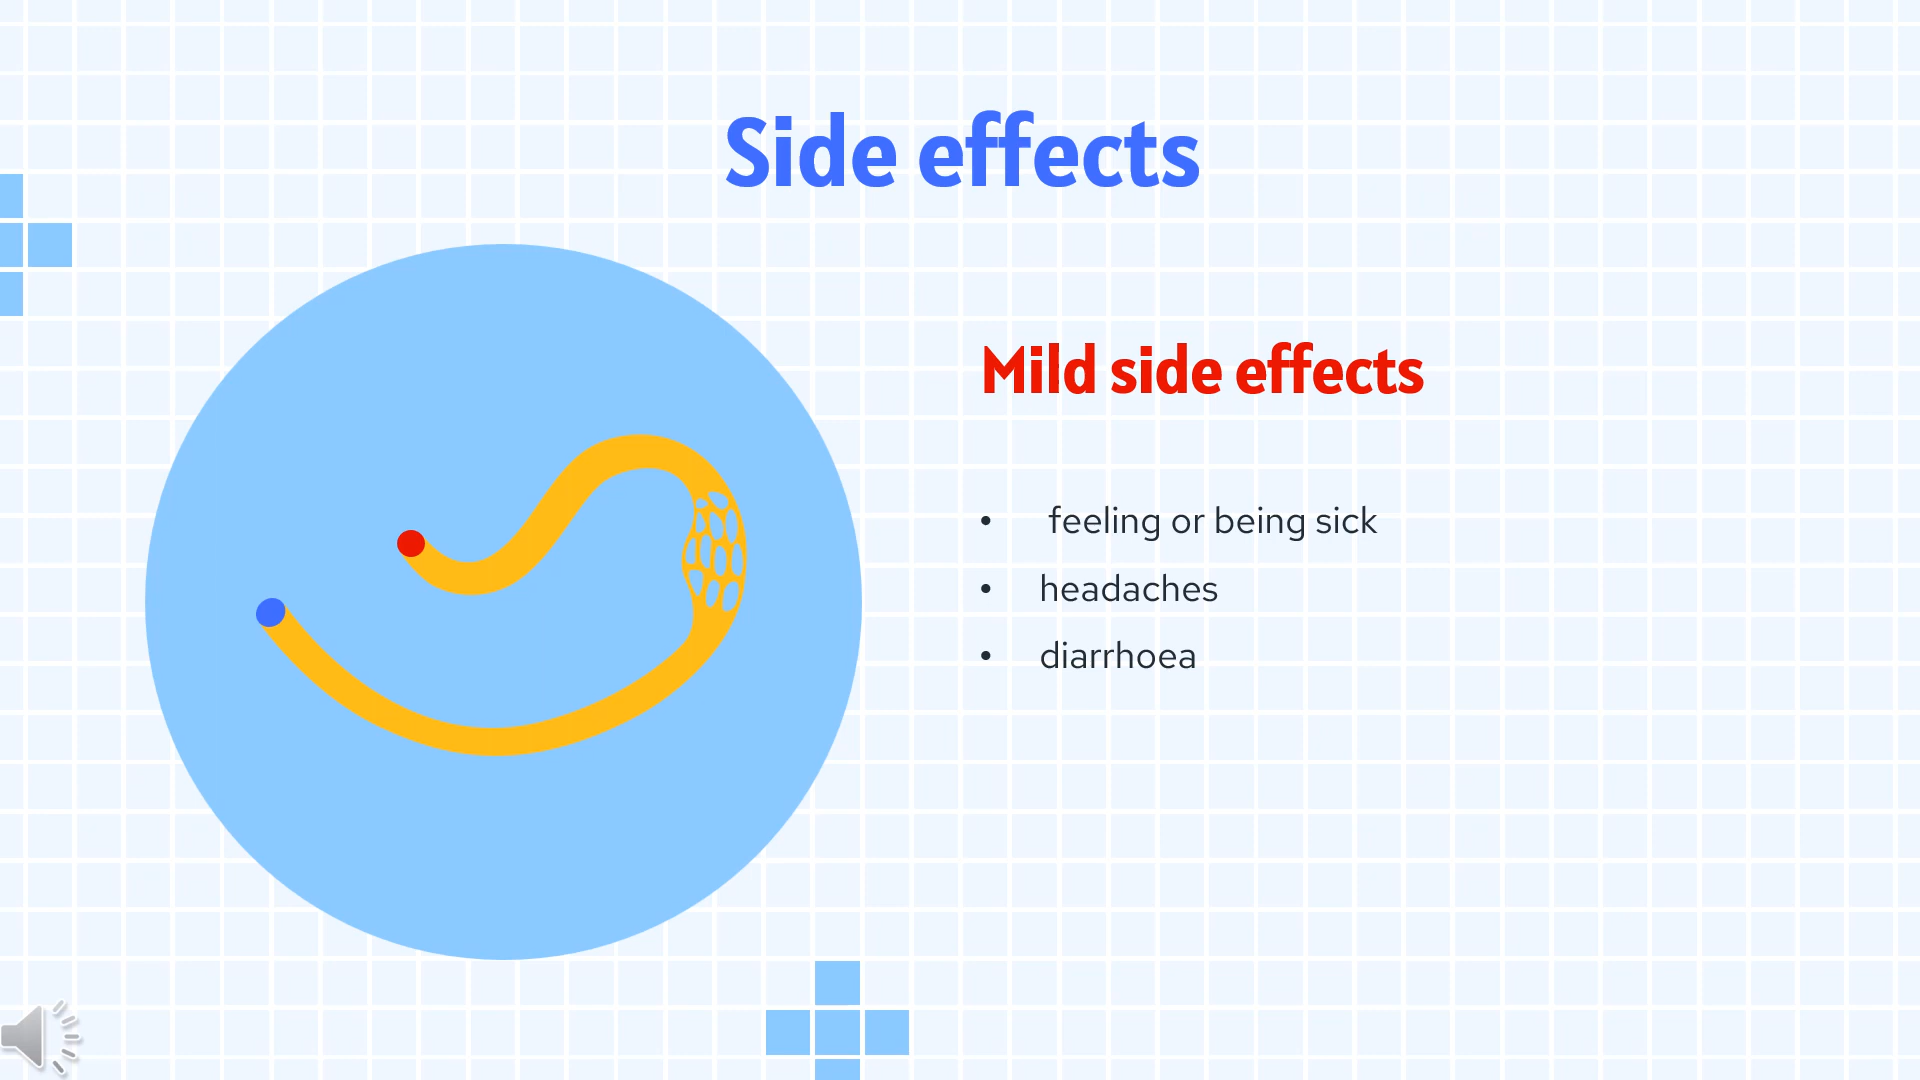 Side effects
Mild side effects
• feeling or being sick
• headaches
• diarrhoea